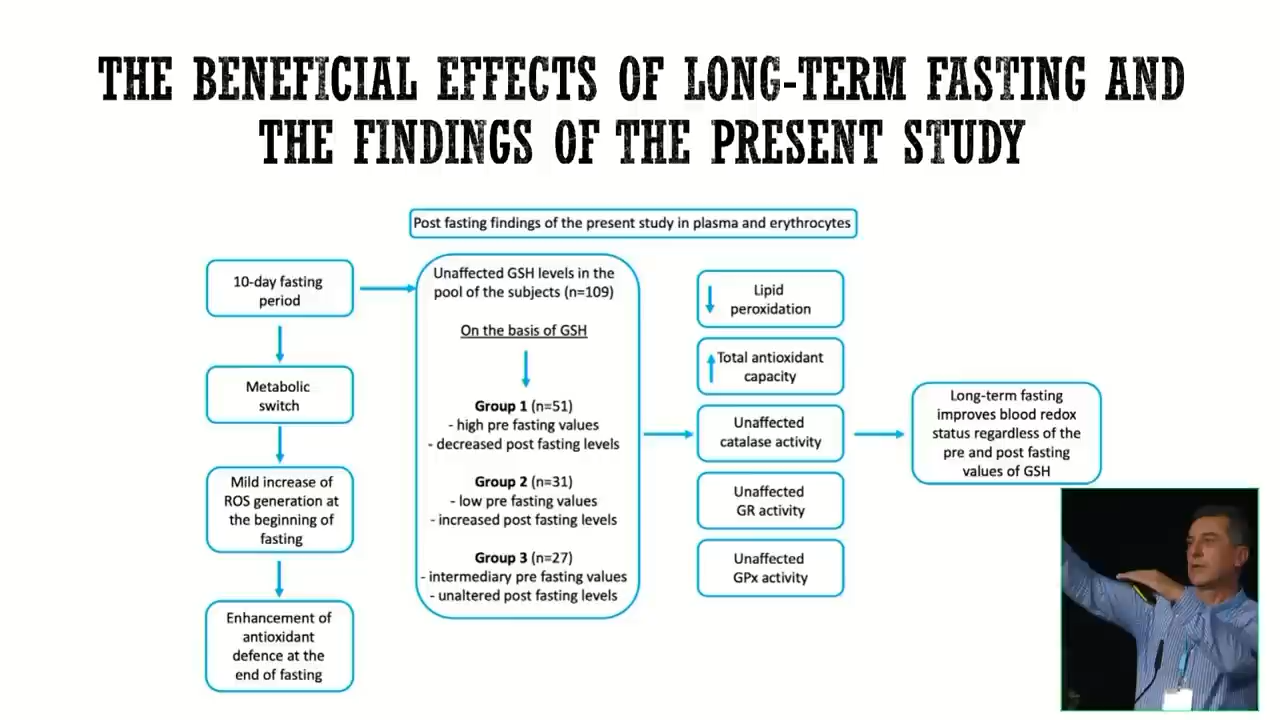 THE BENEFICIAL EFFECTS OF LONG-TERM FASTING AND
THE FINDINGS OF THE PRESENT STUDY
Post fasting findings of the present study in plasma and erythrocytes
10-day fasting
period
Metabolic
switch
Mild increase of
ROS generation at
the beginning of
fasting
Enhancement of
antioxidant
defence at the
end of fasting
Unaffected GSH levels in the
pool of the subjects (n=109)
On the basis of GSH
Group 1 (n=51)
- high pre fasting values
- decreased post fasting levels
Group 2 (n=31)
- low pre fasting values
- increased post fasting levels
Group 3 (n=27)
- intermediary pre fasting values
- unaltered post fasting levels
Lipid
peroxidation
Total antioxidant
capacity
Unaffected
catalase activity
Unaffected
GR activity
Unaffected
GPx activity
Long-term fasting
improves blood redox
status regardless of the
pre and post fasting
values of GSH